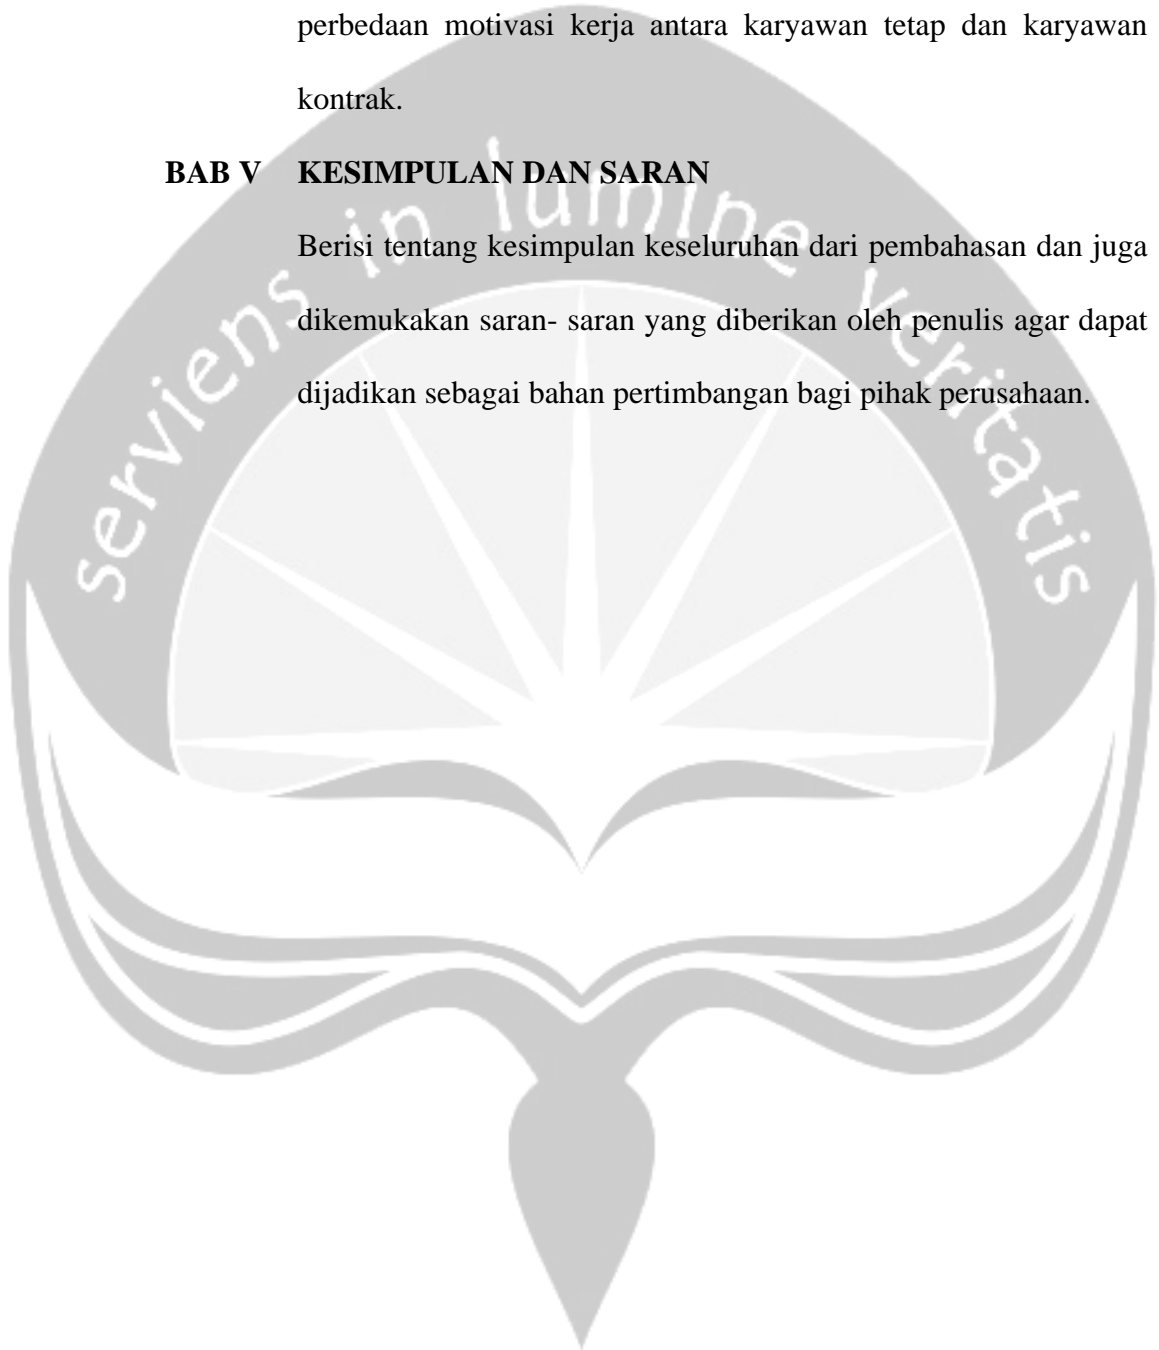 perbedaan motivasi kerja antara karyawan tetap dan karyawan
kontrak.
BAB V KESIMPULAN DAN SARAN
Berisi tentang kesimpulan keseluruhan dari pembahasan dan juga
dikemukakan saran- saran yang diberikan oleh penulis agar dapat
dijadikan sebagai bahan pertimbangan bagi pihak perusahaan.
serviens in lumine veritatis